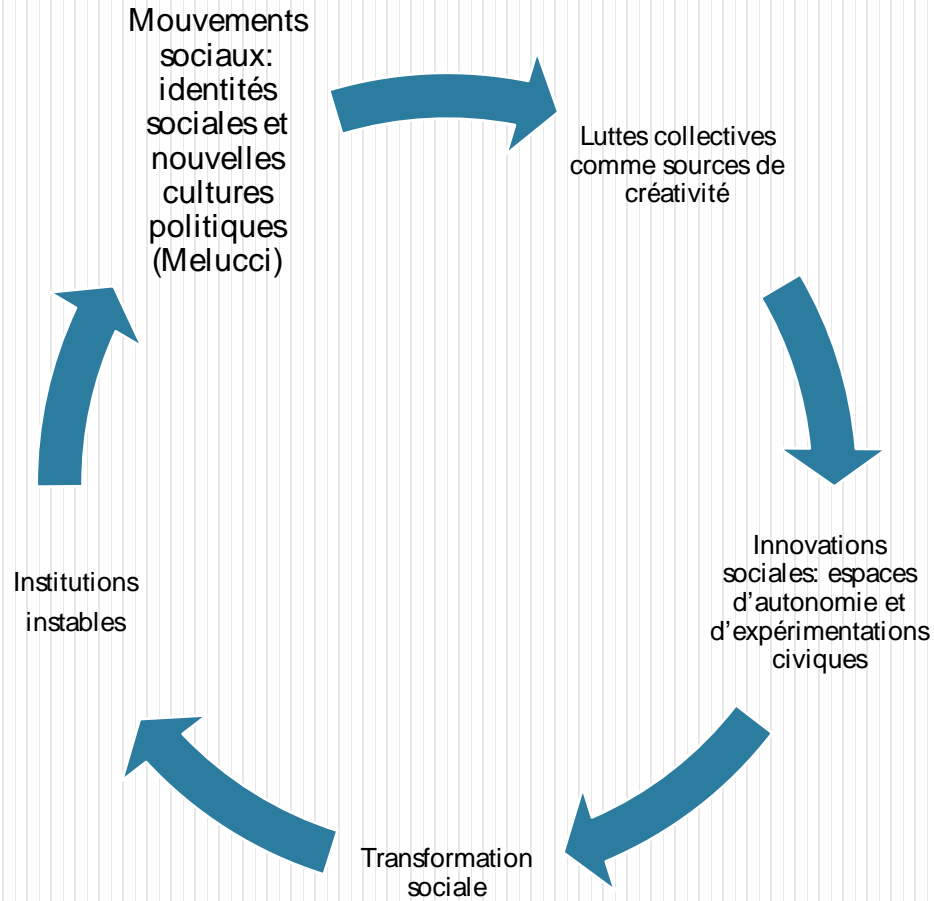 Mouvements
sociaux:
identités
sociales et
nouvelles
cultures
politiques
(Melucci)
Luttes collectives
comme sources de
créativité
Innovations
sociales: espaces
d’autonomie et
d’expérimentations
civiques
Transformation
sociale
Institutions
instables